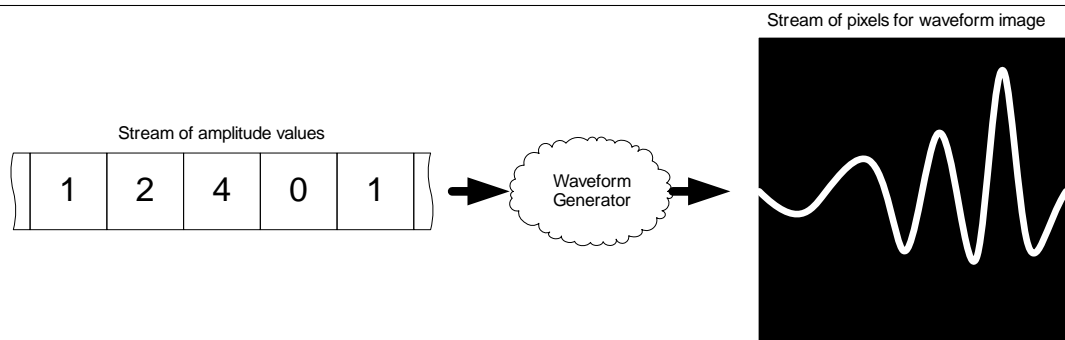 Stream of pixels for waveform image
Stream of amplitude values
1 2 4 0 1
Waveform
Generator